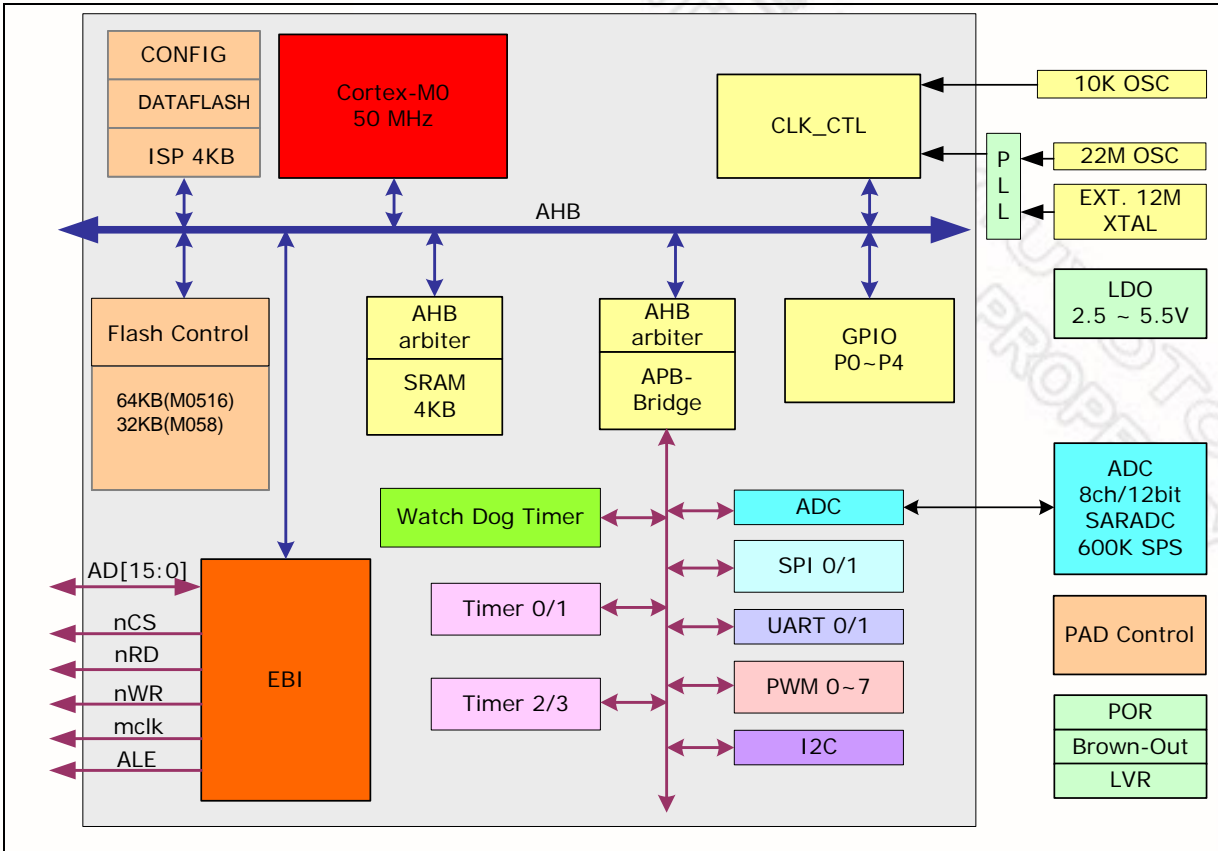 CONFIG
DATAFLASH
ISP 4KB
Cortex-M0
50 MHz
CLK_CTL
10K OSC
PLL
22M OSC
EXT. 12M
XTAL
AHB
LDO
2.5 ~ 5.5V
Flash Control
64KB(M0516)
32KB(M058)
AHB
arbiter
SRAM
4KB
AHB
arbiter
APB-
Bridge
GPIO
P0~P4
Watch Dog Timer
ADC
ADC
8ch/12bit
SARADC
600K SPS
SPI 0/1
Timer 0/1
UART 0/1
PAD Control
Timer 2/3
PWM 0~7
I2C
POR
Brown-Out
LVR
AD[15:0]
nCS
nRD
nWR
mclk
ALE
EBI